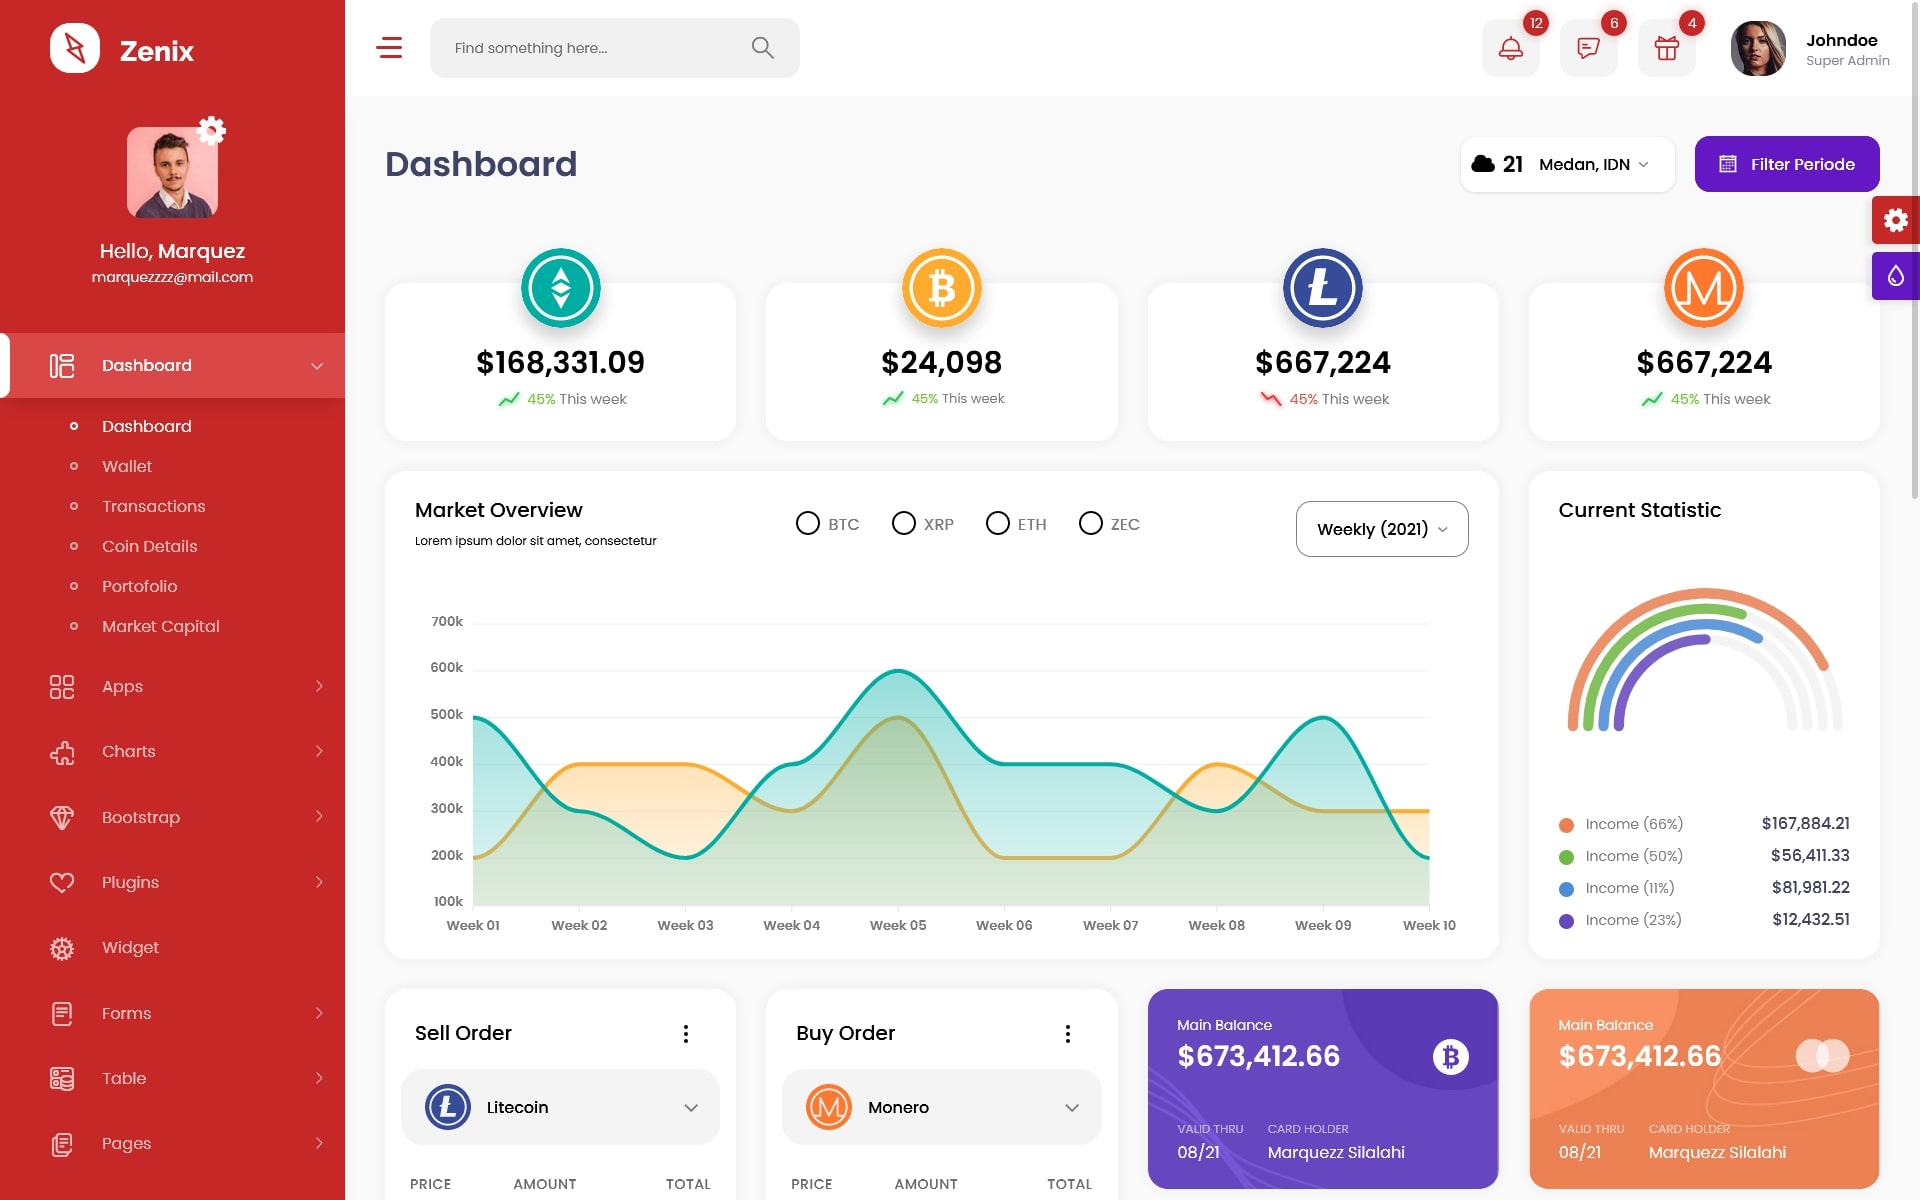 Zenix
Find something here...
12
6
4
Johndoe
Super Admin
Hello, Marquez
marquezzzz@mail.com
Dashboard
Dashboard
Wallet
Transactions
Coin Details
Portofolio
Market Capital
Apps
Charts
Bootstrap
Plugins
Widget
Forms
Table
Pages
Dashboard
21 Medan, IDN
Filter Periode
$168,331.09
45% This week
$24,098
45% This week
$667,224
45% This week
$667,224
45% This week
Market Overview
Lorem ipsum dolor sit amet, consectetur
BTC XRP ETH ZEC
Weekly (2021)
700k
600k
500k
400k
300k
200k
100k
Week 01 Week 02 Week 03 Week 04 Week 05 Week 06 Week 07 Week 08 Week 09 Week 10
Current Statistic
Income (66%) $167,884.21
Income (50%) $56,411.33
Income (11%) $81,981.22
Income (23%) $12,432.51
Sell Order
Litecoin
PRICE AMOUNT TOTAL
Buy Order
Monero
PRICE AMOUNT TOTAL
Main Balance
$673,412.66
VALID THRU CARD HOLDER
08/21 Marquezz Silalahi
Main Balance
$673,412.66
VALID THRU CARD HOLDER
08/21 Marquezz Silalahi